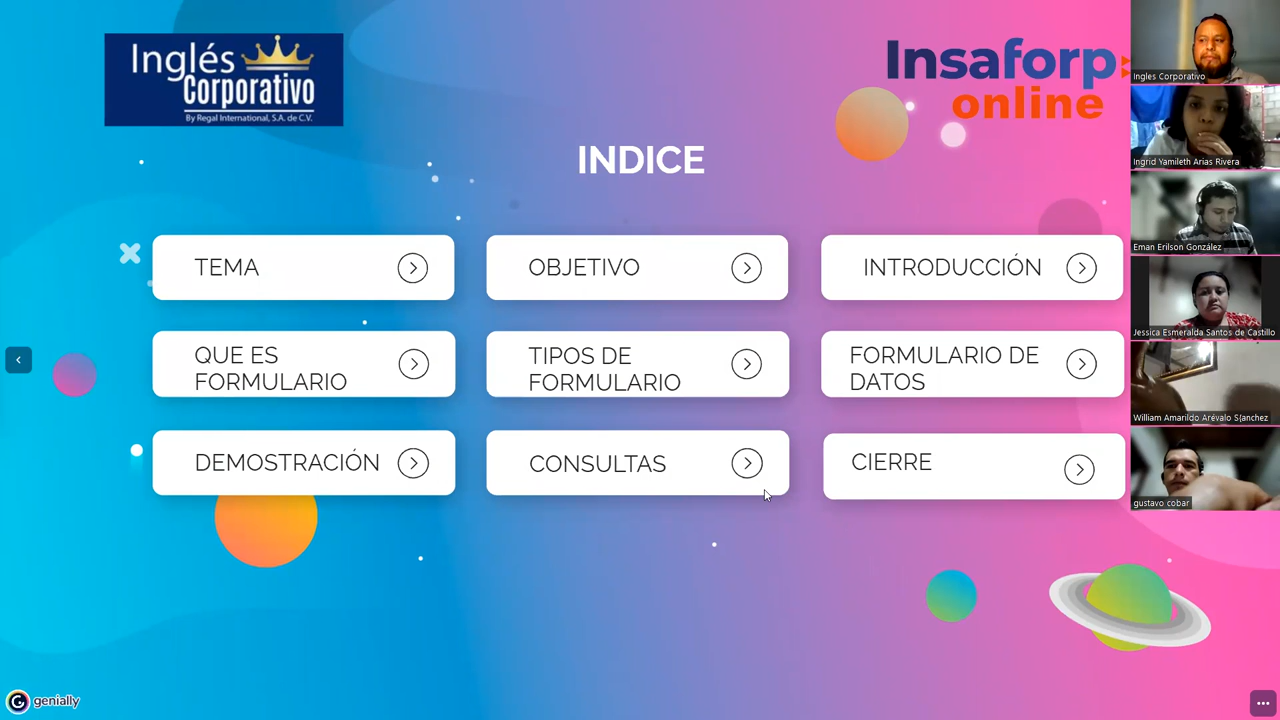 Inglés
Corporativo
By Regal International, S.A. de C.V.
Insaforp
online
INDICE
TEMA
OBJETIVO
INTRODUCCIÓN
QUE ES
FORMULARIO
TIPOS DE
FORMULARIO
FORMULARIO DE
DATOS
DEMOSTRACIÓN
CONSULTAS
CIERRE
Ingles Corporativo
Ingrid Yamileth Arias Rivera
Eman Erilson González
Jessica Esmeralda Santos de Castillo
William Amarildo Arévalo S{anchez
gustavo cobar
genially